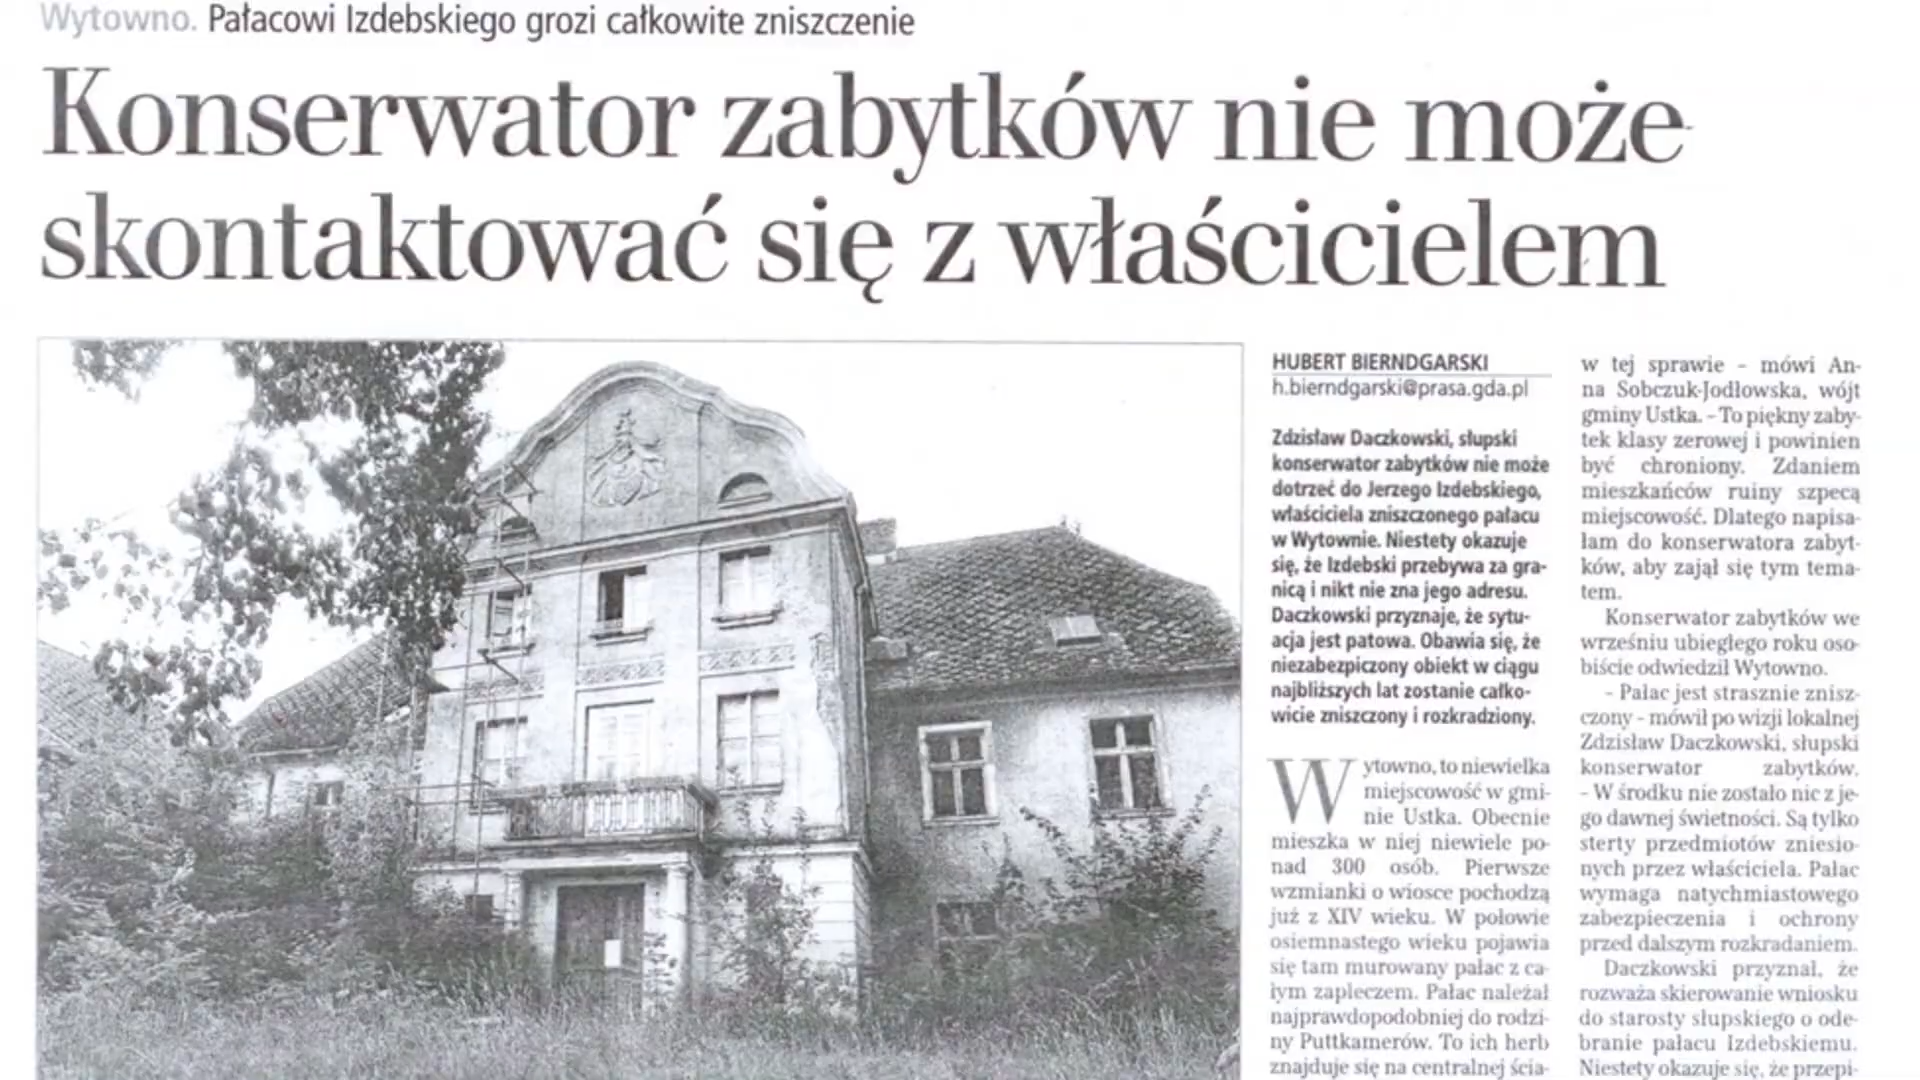 Wytowno. Pałacowi Izdebskiego grozi całkowite zniszczenie
Konserwator zabytków nie może
skontaktować się z właścicielem
HUBERT BIERNDGARSKI
h.bierndgarski@prasa.gda.pl
Zdzisław Daczkowski, słupski
konserwator zabytków nie może
dotrzeć do Jerzego Izdebskiego,
właściciela zniszczonego pałacu
w Wytownie. Niestety okazuje
się, że Izdebski przebywa za gra-
nicą i nikt nie zna jego adresu.
Daczkowski przyznaje, że sytu-
acja jest patowa. Obawia się, że
niezabezpiczony obiekt w ciągu
najbliższych lat zostanie całko-
wicie zniszczony i rozkradziony.
Wytowno, to niewielka
miejscowość w gmi-
nie Ustka. Obecnie
mieszka w niej niewiele po-
nad 300 osób. Pierwsze
wzmianki o wiosce pochodzą
już z XIV wieku. W połowie
osiemnastego wieku pojawia
się tam murowany pałac z ca-
łym zapleczem. Pałac należał
najprawdopodobniej do rodzi-
ny Puttkamerów. To ich herb
znajduje się na centralnej ścia-
w tej sprawie - mówi An-
na Sobczuk-Jodłowska, wójt
gminy Ustka. - To piękny zaby-
tek klasy zerowej i powinien
być chroniony. Zdaniem
mieszkańców ruiny szpecą
miejscowość. Dlatego napisa-
łam do konserwatora zabyt-
ków, aby zajął się tym tema-
tem.
Konserwator zabytków we
wrześniu ubiegłego roku oso-
biście odwiedził Wytowno.
- Pałac jest strasznie znisz-
czony - mówił po wizji lokalnej
Zdzisław Daczkowski, słupski
konserwator zabytków.
- W środku nie zostało nic z je-
go dawnej świetności. Są tylko
sterty przedmiotów zniesio-
nych przez właściciela. Pałac
wymaga natychmiastowego
zabezpieczenia i ochrony
przed dalszym rozkradaniem.
Daczkowski przyznał, że
rozważa skierowanie wniosku
do starosty słupskiego o ode-
branie pałacu Izdebskiemu.
Niestety okazuje się, że przepi-